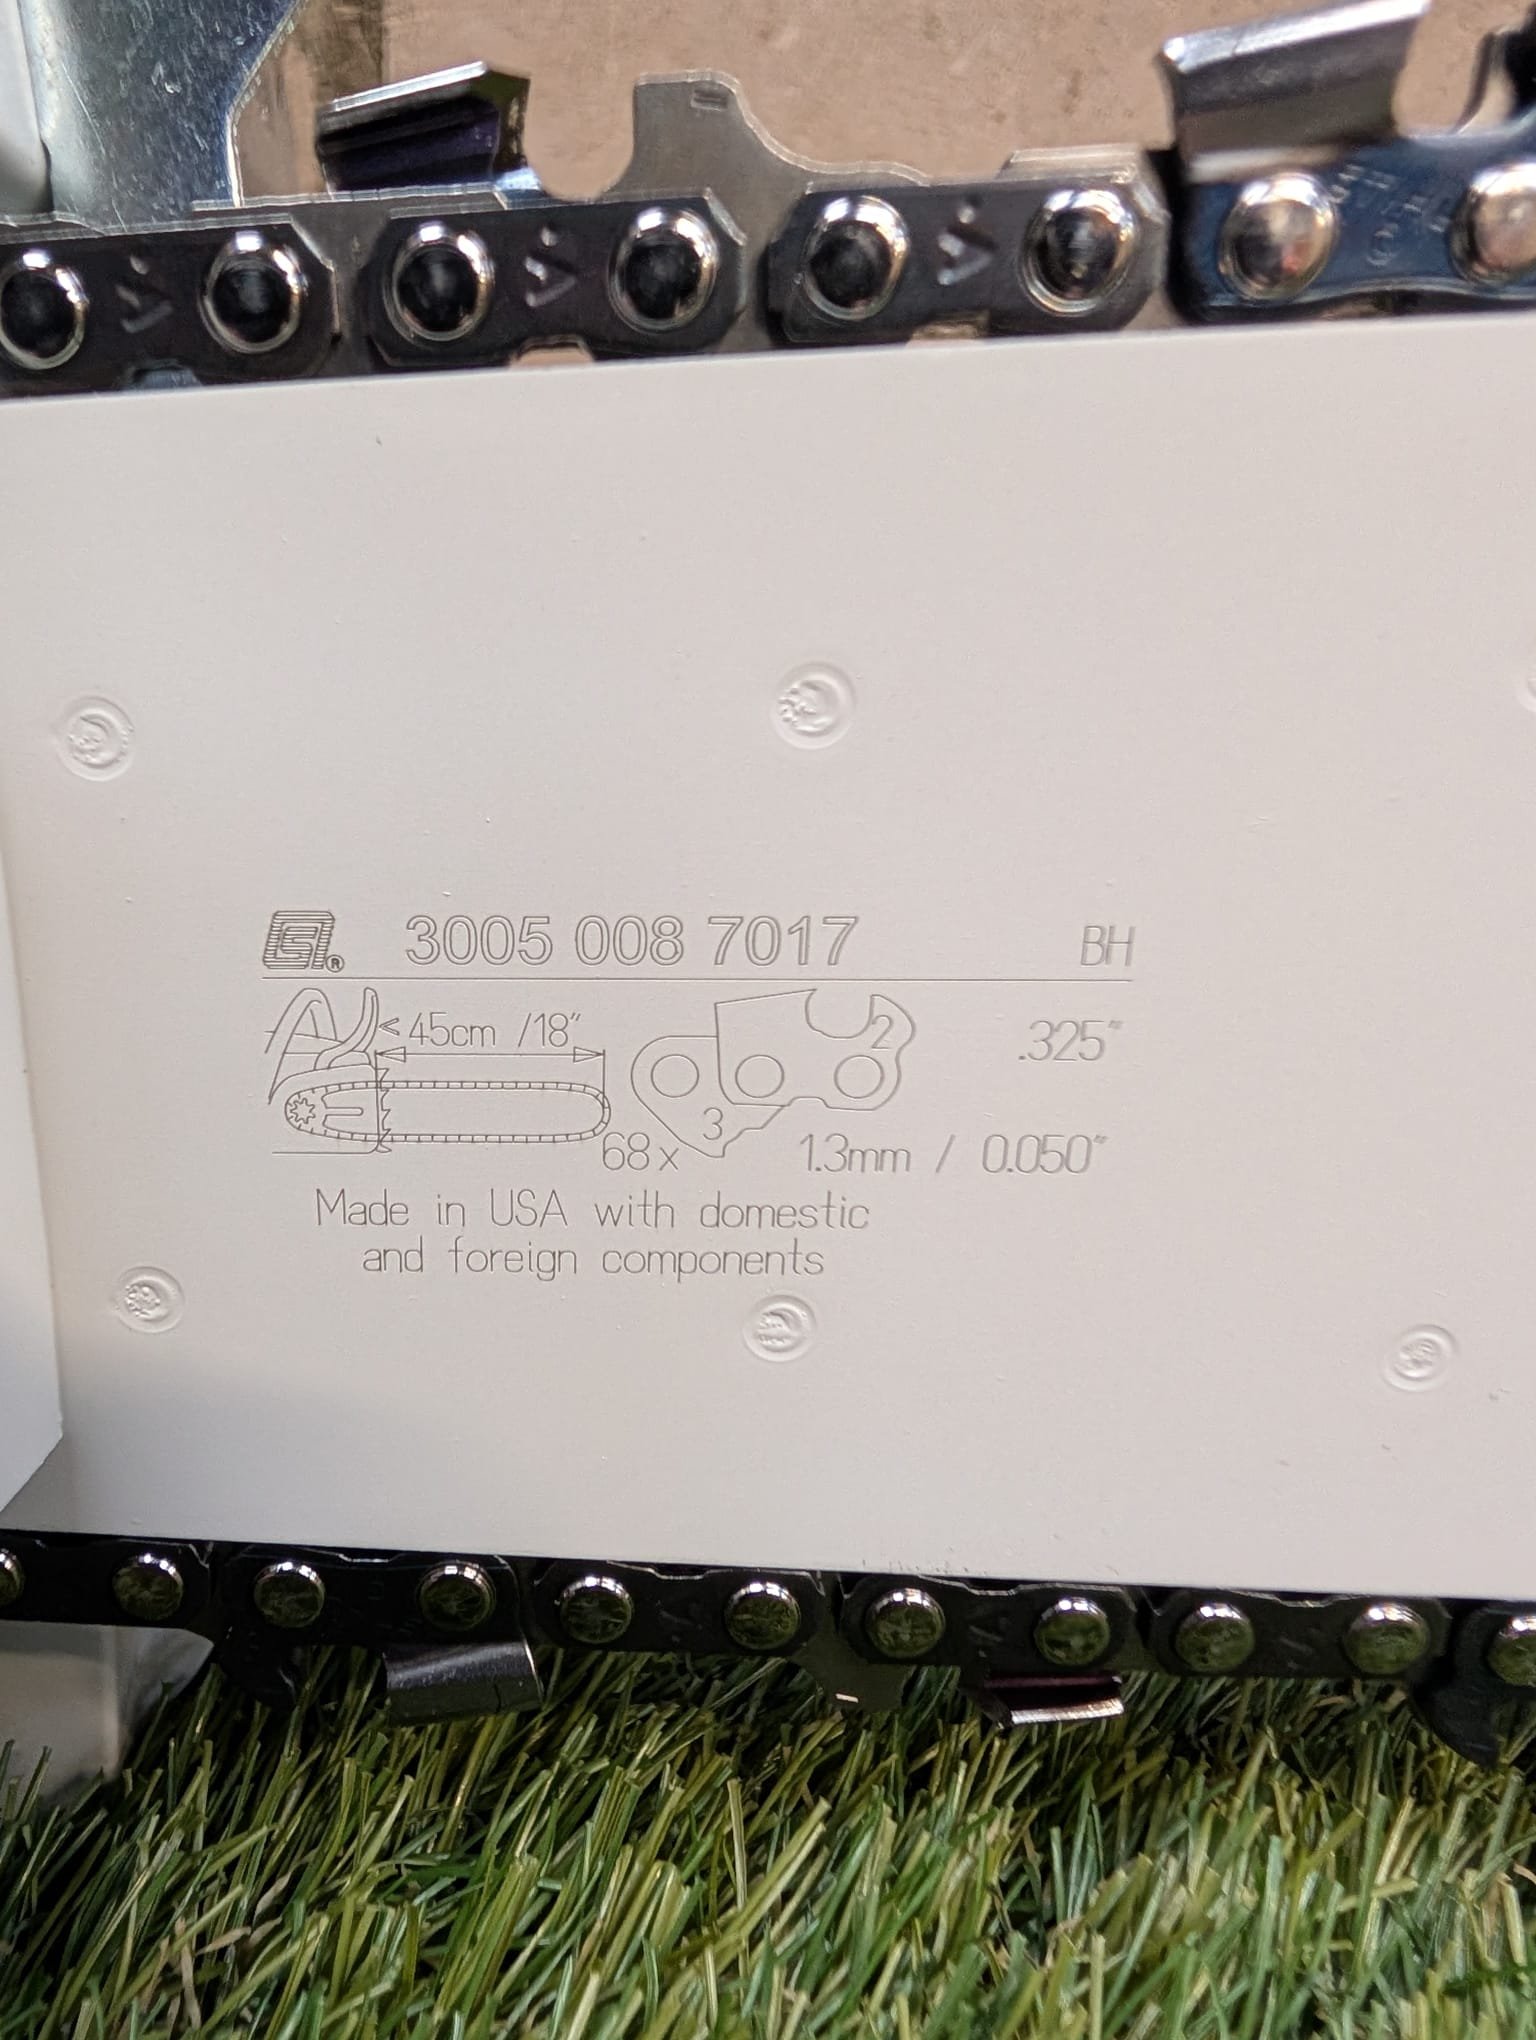 ® 3005 008 7017 BH
< 45cm /18"
2 .325"
3
68x 1.3mm / 0.050"
Made in USA with domestic
and foreign components